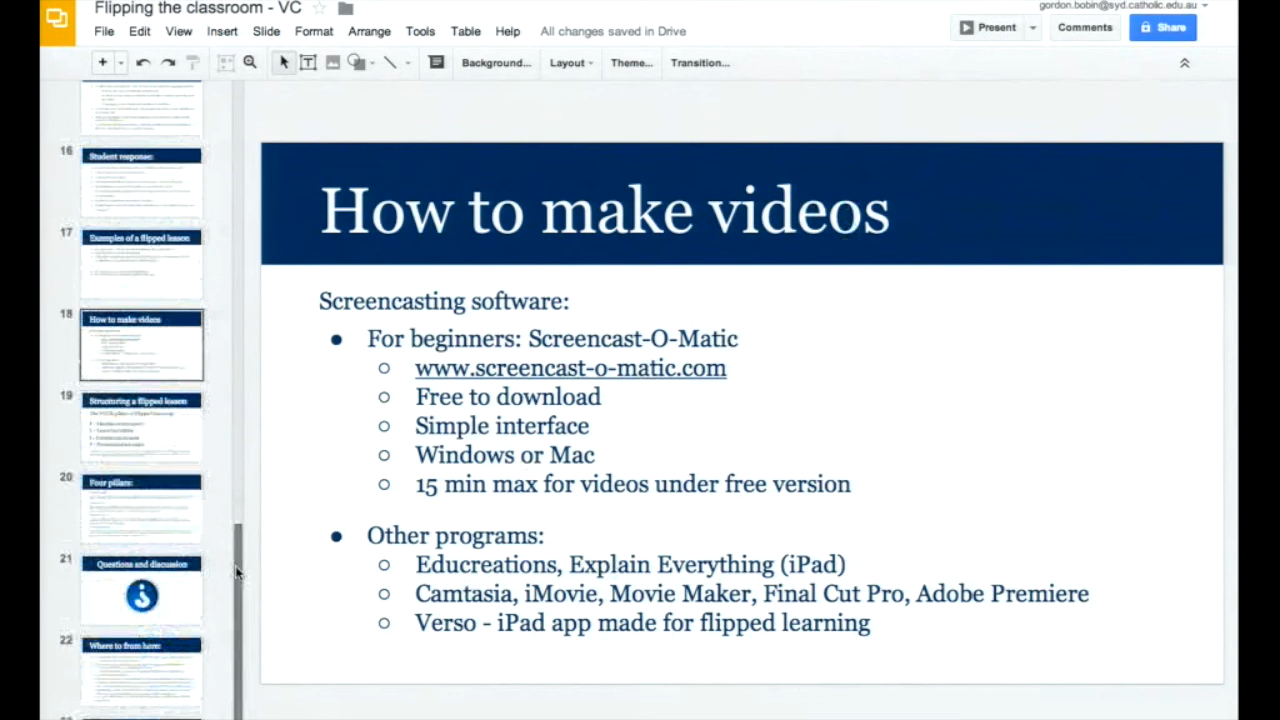 Flipping the classroom - VC
gordon.bobin@syd.catholic.edu.au
File Edit View Insert Slide Format Arrange Tools Table Help All changes saved in Drive
Present Comments Share
Background... Layout Theme... Transition...
16 Student response:
17 Examples of a flipped lesson
18 How to make videos
19 Structuring a flipped lesson
20 Four pillars:
21 Questions and discussion
22 Where to from here:
How to make videos
Screencasting software:
● For beginners: Screencast-O-Matic
○ www.screencast-o-matic.com
○ Free to download
○ Simple interface
○ Windows or Mac
○ 15 min max for videos under free version
● Other programs:
○ Educreations, Explain Everything (iPad)
○ Camtasia, iMovie, Movie Maker, Final Cut Pro, Adobe Premiere
○ Verso - iPad app made for flipped learning